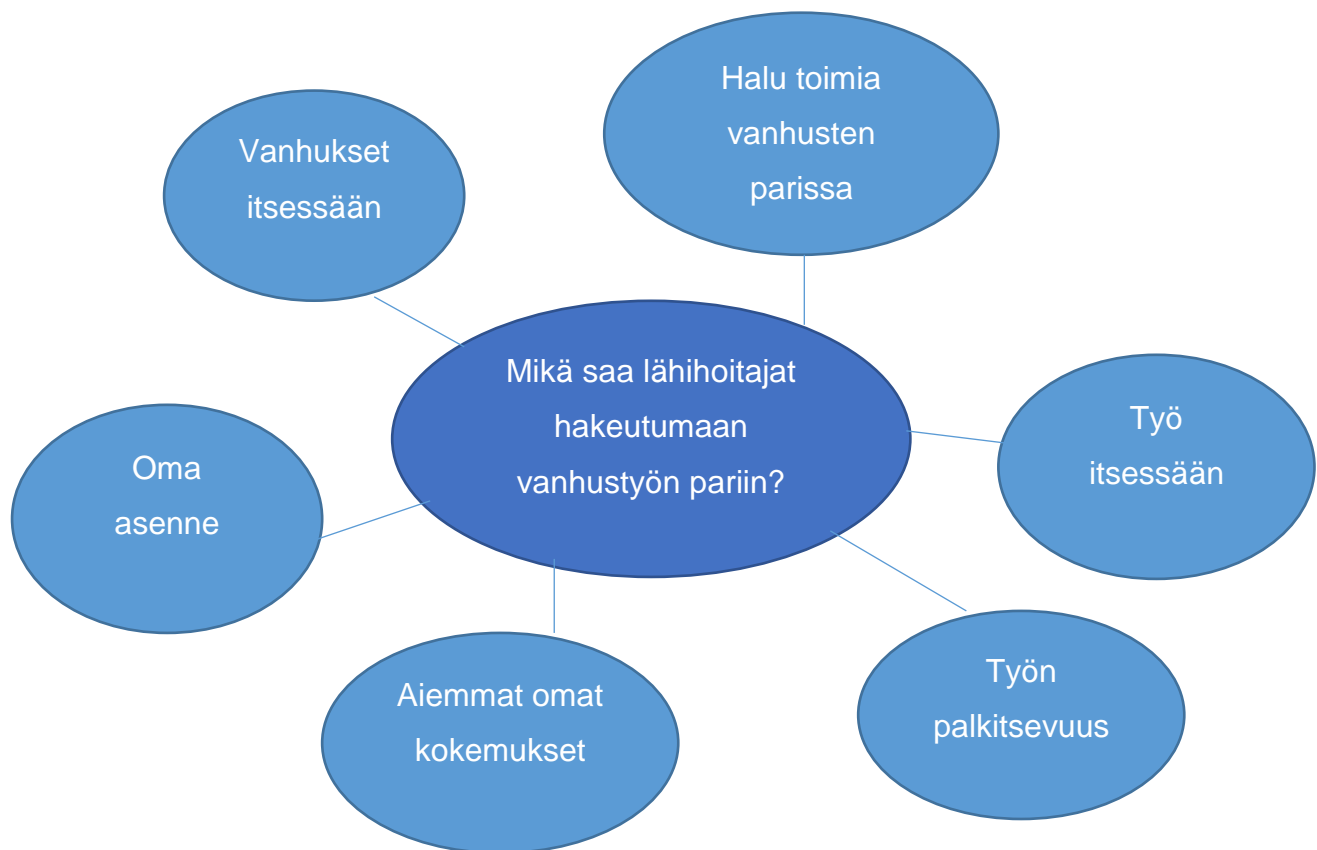 Halu toimia
vanhusten
parissa
Vanhukset
itsessään
Mikä saa lähihoitajat
hakeutumaan
vanhustyön pariin?
Työ
itsessään
Oma
asenne
Työn
palkitsevuus
Aiemmat omat
kokemukset